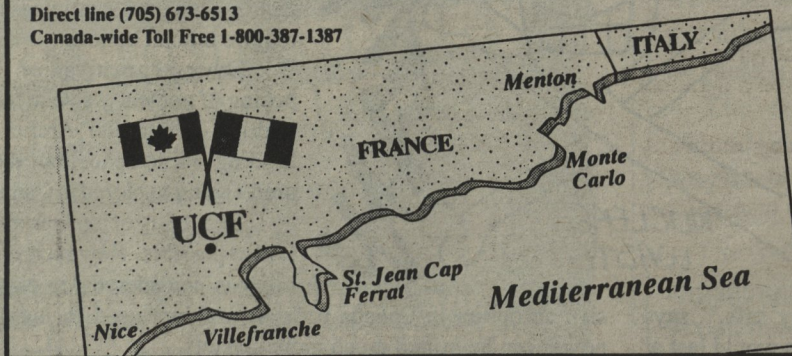 Direct line (705) 673-6513
Canada-wide Toll Free 1-800-387-1387
ITALY
Menton
FRANCE
Monte
Carlo
UCF
St. Jean Cap
Ferrat
Mediterranean Sea
Nice
Villefranche